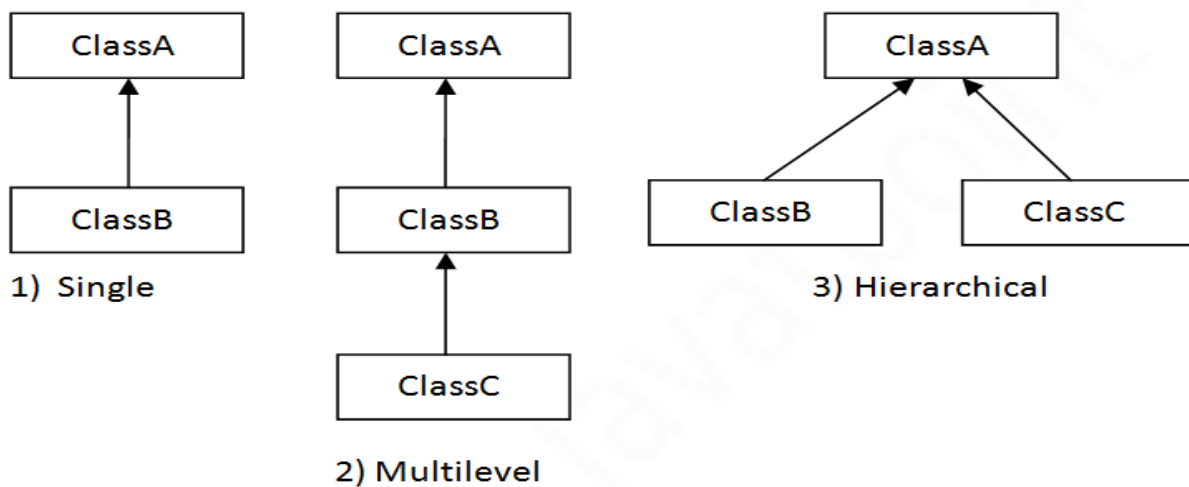 ClassA
ClassB
1) Single
ClassA
ClassB
ClassC
2) Multilevel
ClassA
ClassB
ClassC
3) Hierarchical